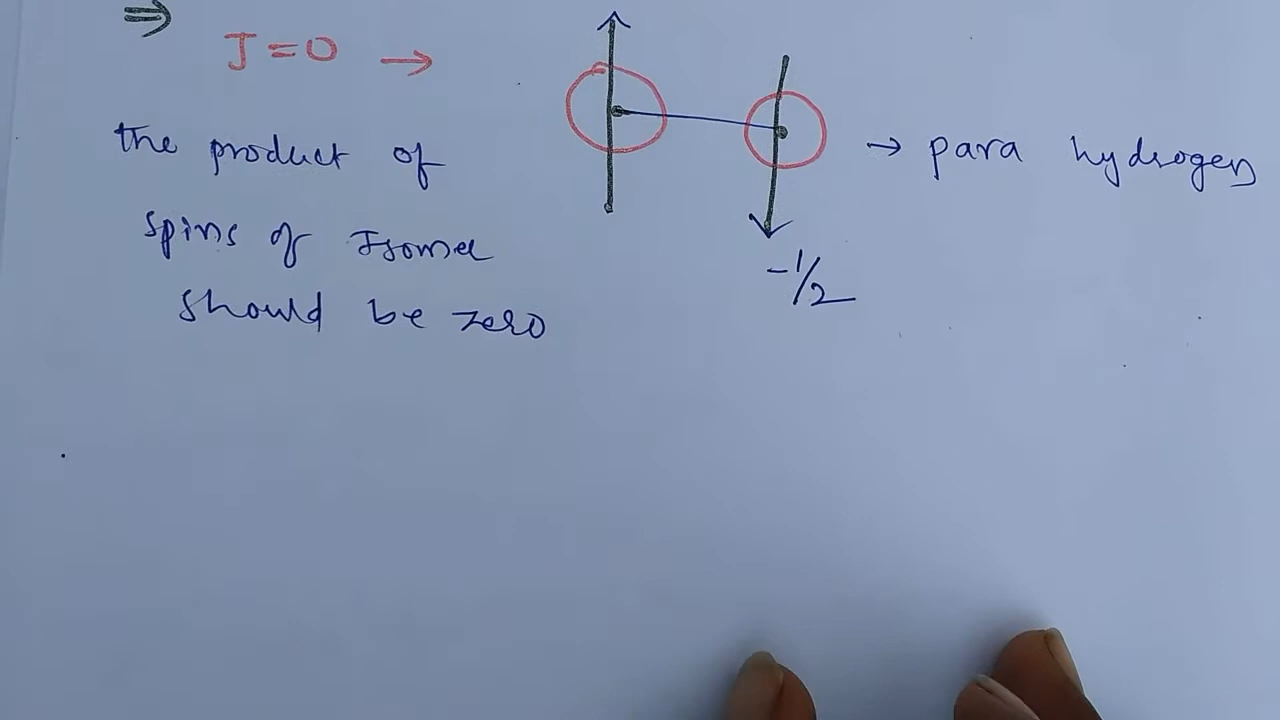 ⇒
J = 0 →
the product of
spins of Isomer
should be zero
→ para hydrogen
-1/2